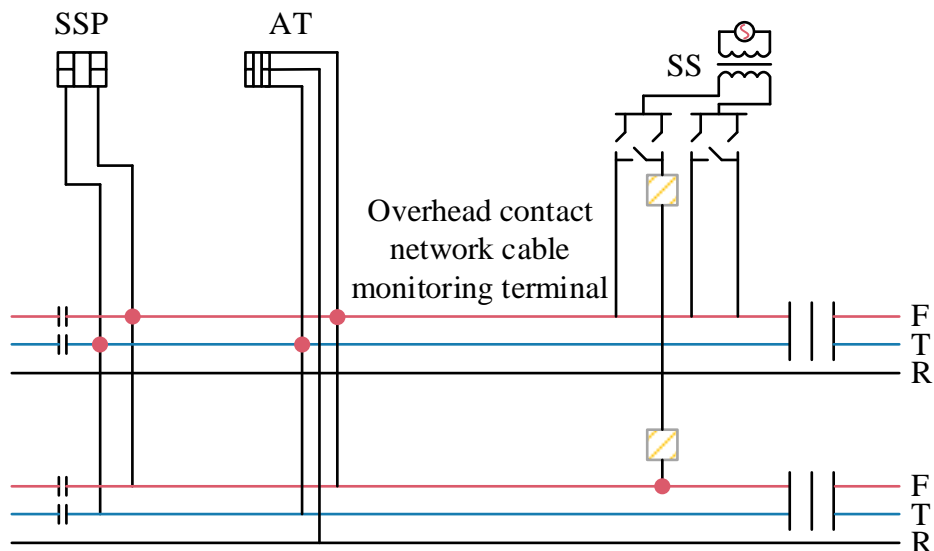 SSP
AT
SS
Overhead contact
network cable
monitoring terminal
F
T
R
F
T
R